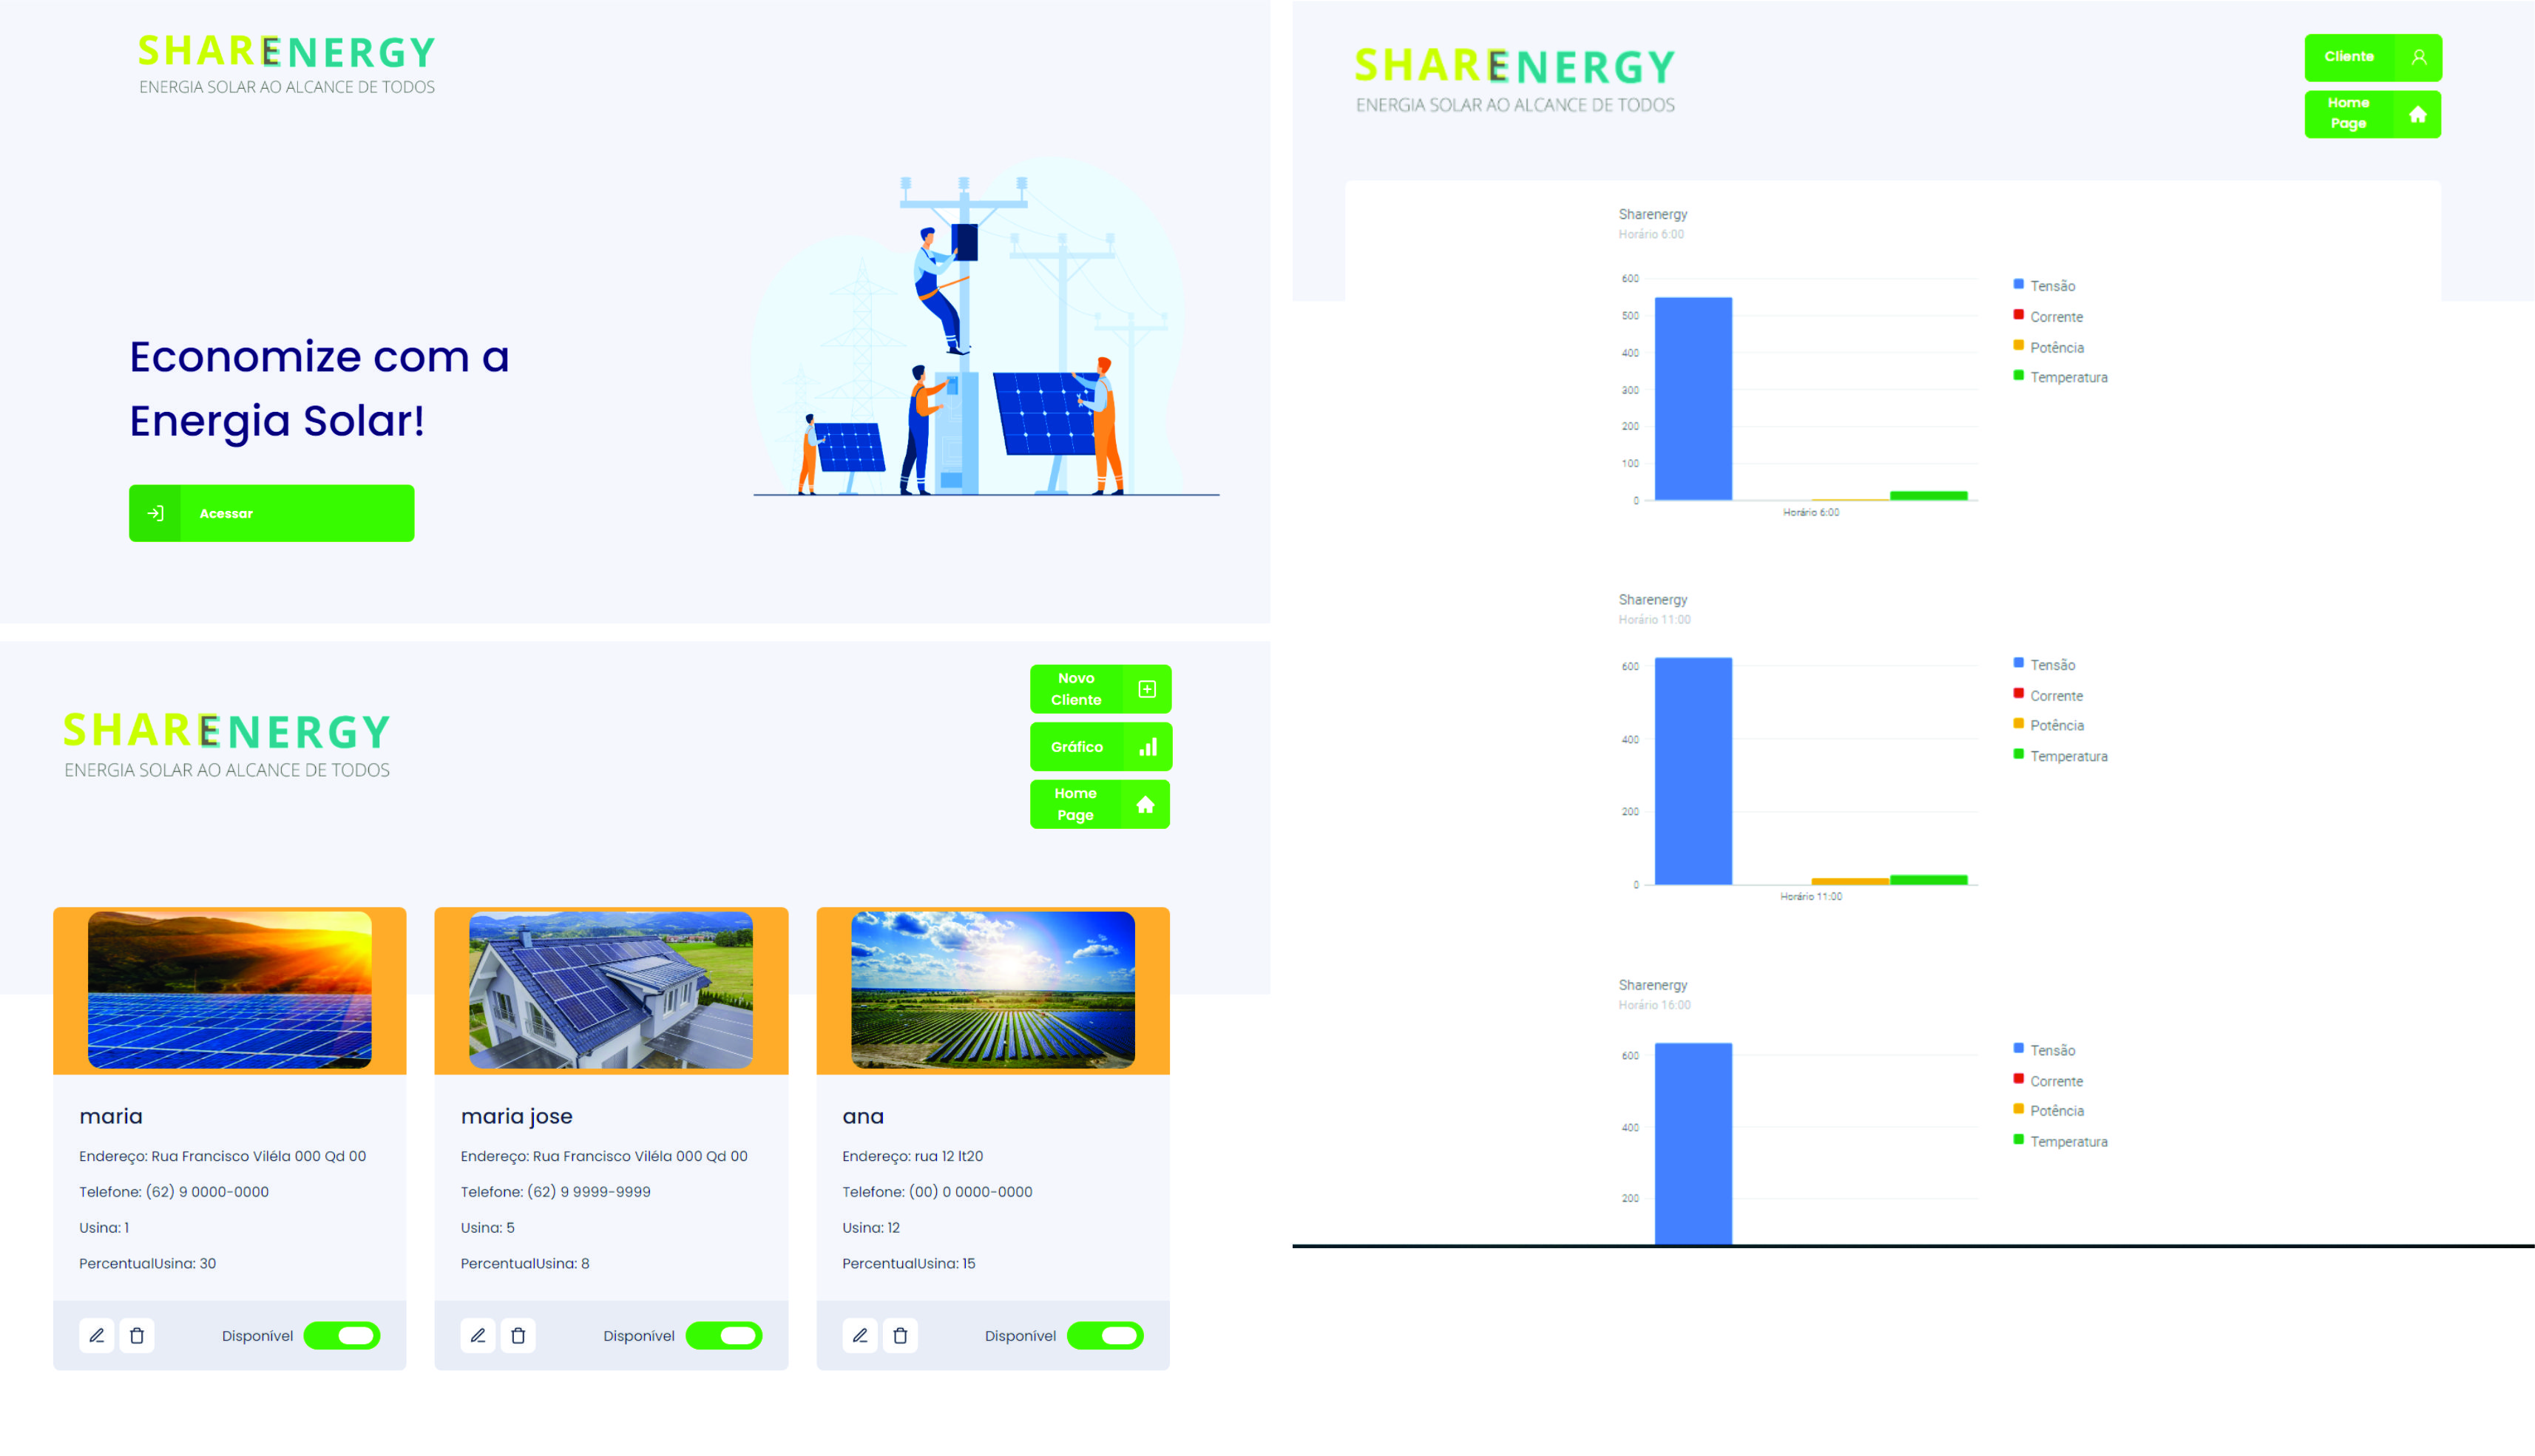 SHARENERGY
ENERGIA SOLAR AO ALCANCE DE TODOS
Economize com a
Energia Solar!
Acessar
SHARENERGY
ENERGIA SOLAR AO ALCANCE DE TODOS
Novo
Cliente
Gráfico
Home
Page
maria
Endereço: Rua Francisco Viléla 000 Qd 00
Telefone: (62) 9 0000-0000
Usina: 1
PercentualUsina: 30
Disponível
maria jose
Endereço: Rua Francisco Viléla 000 Qd 00
Telefone: (62) 9 9999-9999
Usina: 5
PercentualUsina: 8
Disponível
ana
Endereço: rua 12 lt20
Telefone: (00) 0 0000-0000
Usina: 12
PercentualUsina: 15
Disponível
SHARENERGY
ENERGIA SOLAR AO ALCANCE DE TODOS
Cliente
Home
Page
Sharenergy
Horário 6:00
600
500
400
300
200
100
0
Horário 6:00
Tensão
Corrente
Potência
Temperatura
Sharenergy
Horário 11:00
600
400
200
0
Horário 11:00
Tensão
Corrente
Potência
Temperatura
Sharenergy
Horário 16:00
600
400
200
Tensão
Corrente
Potência
Temperatura